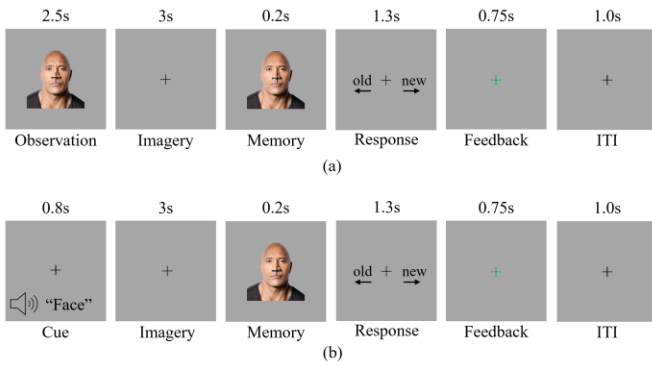 2.5s 3s 0.2s 1.3s 0.75s 1.0s
old + new
Observation Imagery Memory Response Feedback ITI
(a)
0.8s 3s 0.2s 1.3s 0.75s 1.0s
old + new
"Face"
Cue Imagery Memory Response Feedback ITI
(b)